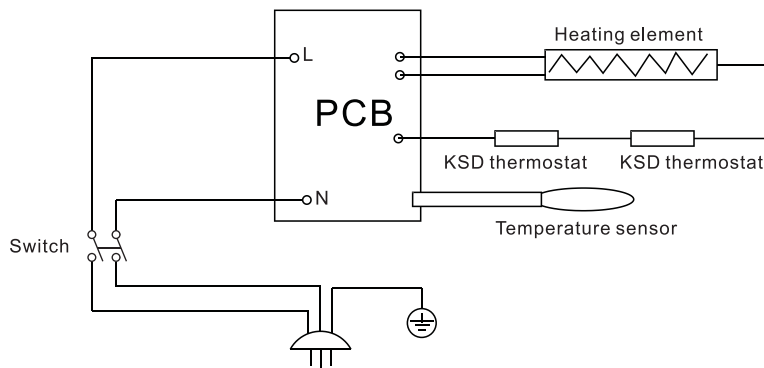 Heating element
L
PCB
KSD thermostat KSD thermostat
N
Temperature sensor
Switch